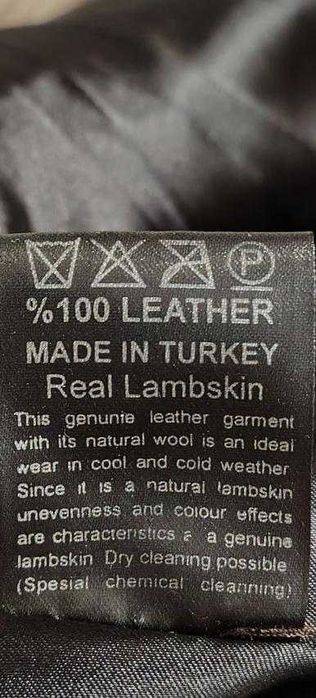 P
%100 LEATHER
MADE IN TURKEY
Real Lambskin
This genunie leather garment
with its natural wool is an ideal
wear in cool and cold weather
Since it is a natural lambskin
unevenness and colour effects
are characteristics a a genuine
lambskin Dry cleaning possible
(Spesial chemical cleanning)